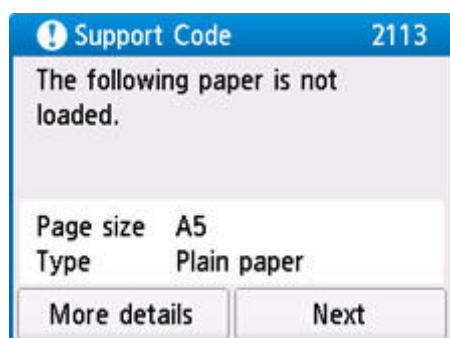 Support Code 2113
The following paper is not
loaded.
Page size A5
Type Plain paper
More details Next